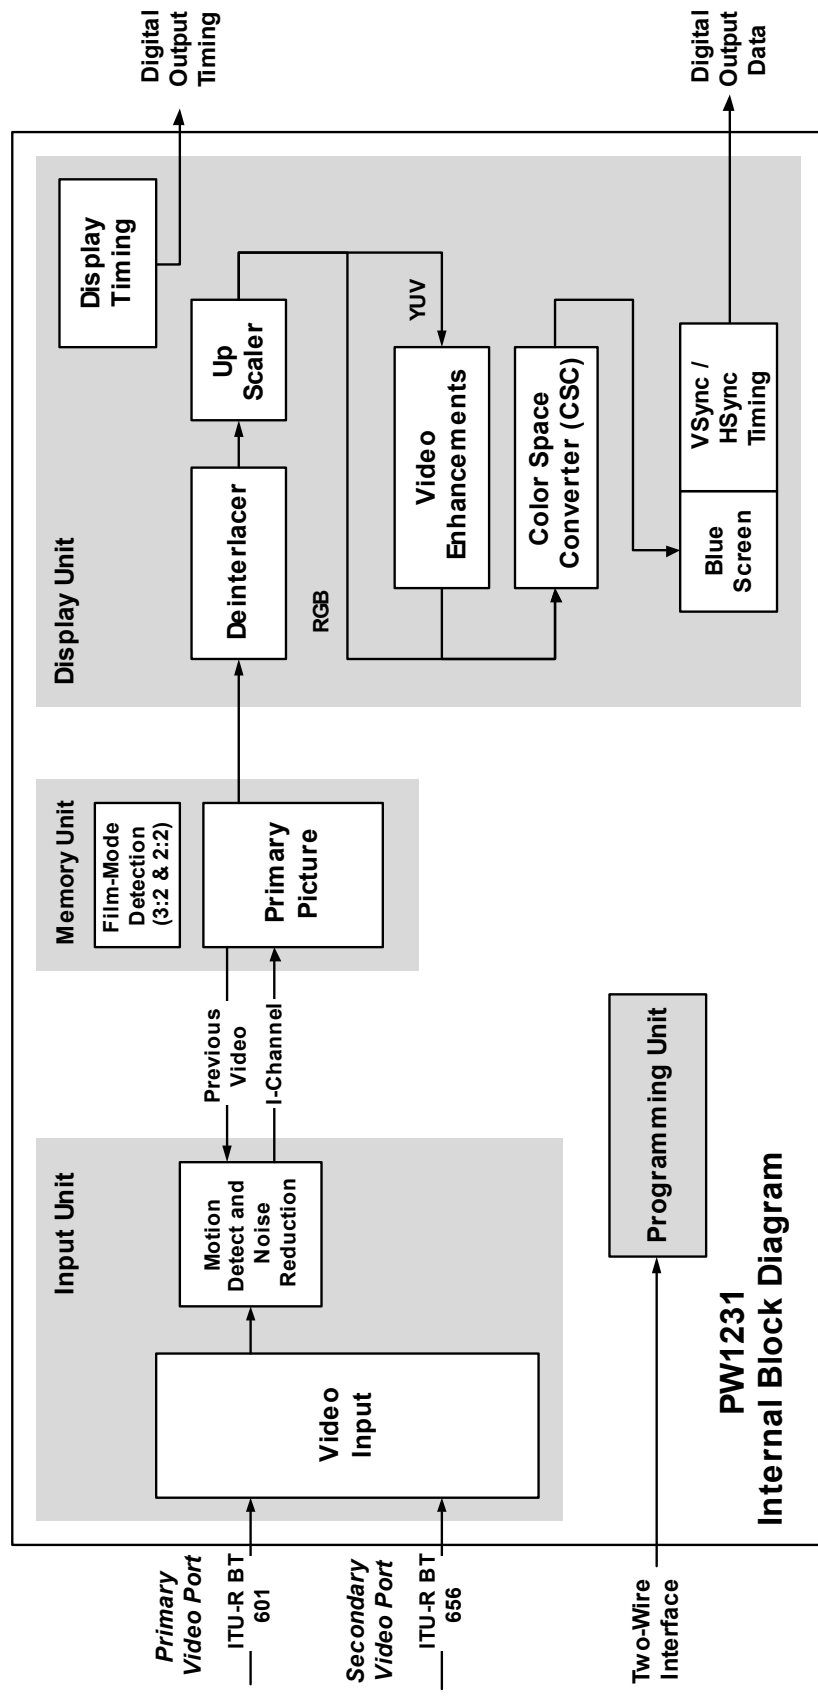 Primary
Video Port
ITU-R BT
601
Secondary
Video Port
ITU-R BT
656
Two-Wire
Interface
Input Unit
Video
Input
Motion
Detect and
Noise
Reduction
Previous
Video
I-Channel
Memory Unit
Film-Mode
Detection
(3:2 & 2:2)
Primary
Picture
Display Unit
Display
Timing
Deinterlacer
Up
Scaler
RGB
YUV
Video
Enhancements
Color Space
Converter (CSC)
Blue
Screen
VSync /
HSync
Timing
Digital
Output
Timing
Digital
Output
Data
Programming Unit
PW1231
Internal Block Diagram